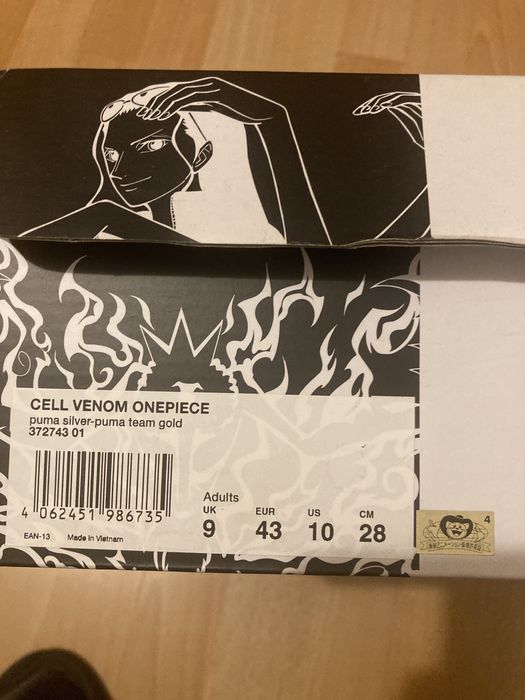 CELL VENOM ONEPIECE
puma silver-puma team gold
372743 01
4 062451 986735
EAN-13 Made in Vietnam
Adults
UK EUR US CM
9 43 10 28
4